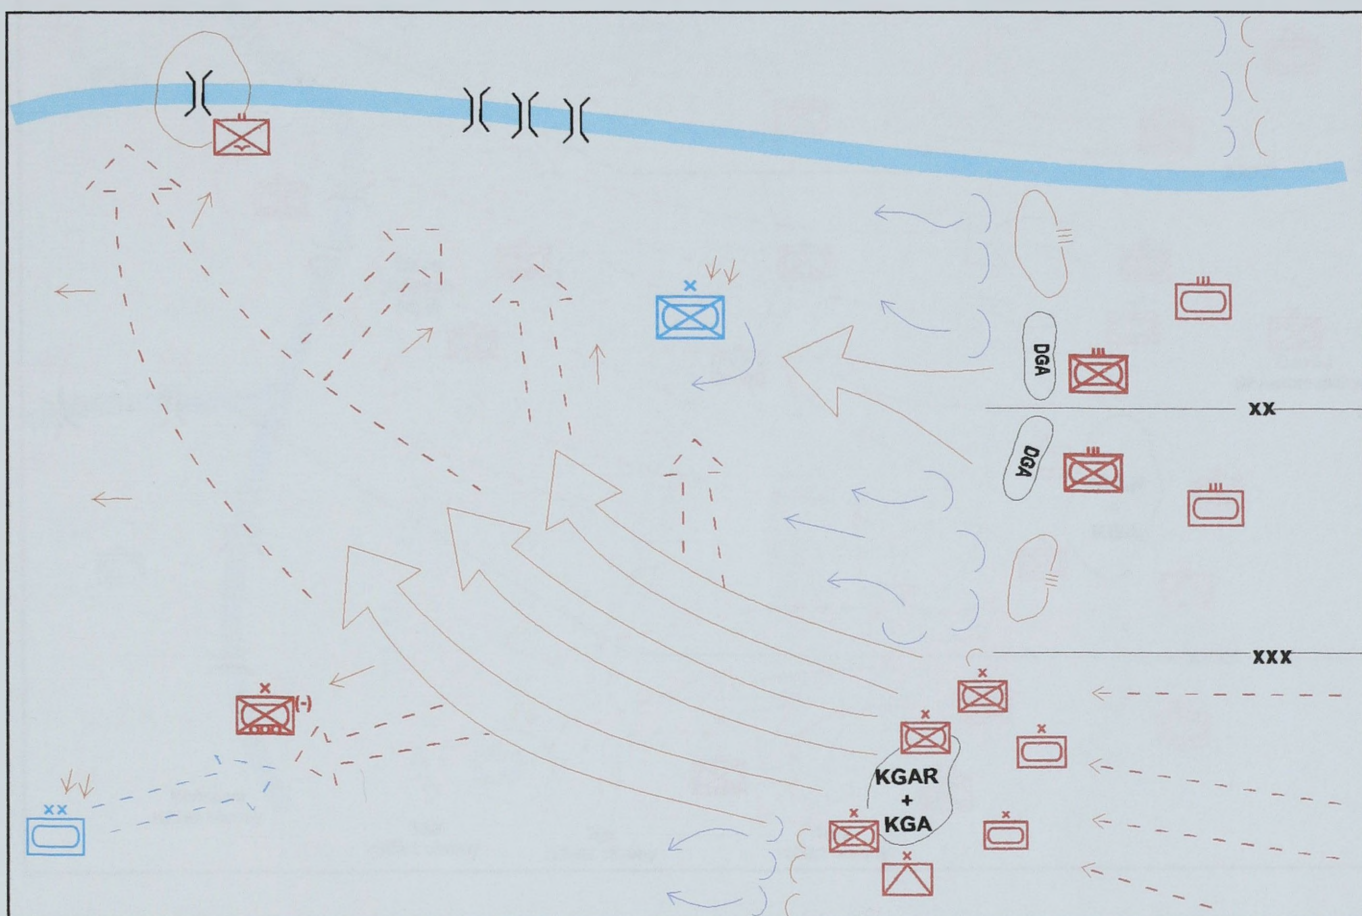 DGA
XX
DGA
XXX
(-)
KGAR
+
KGA